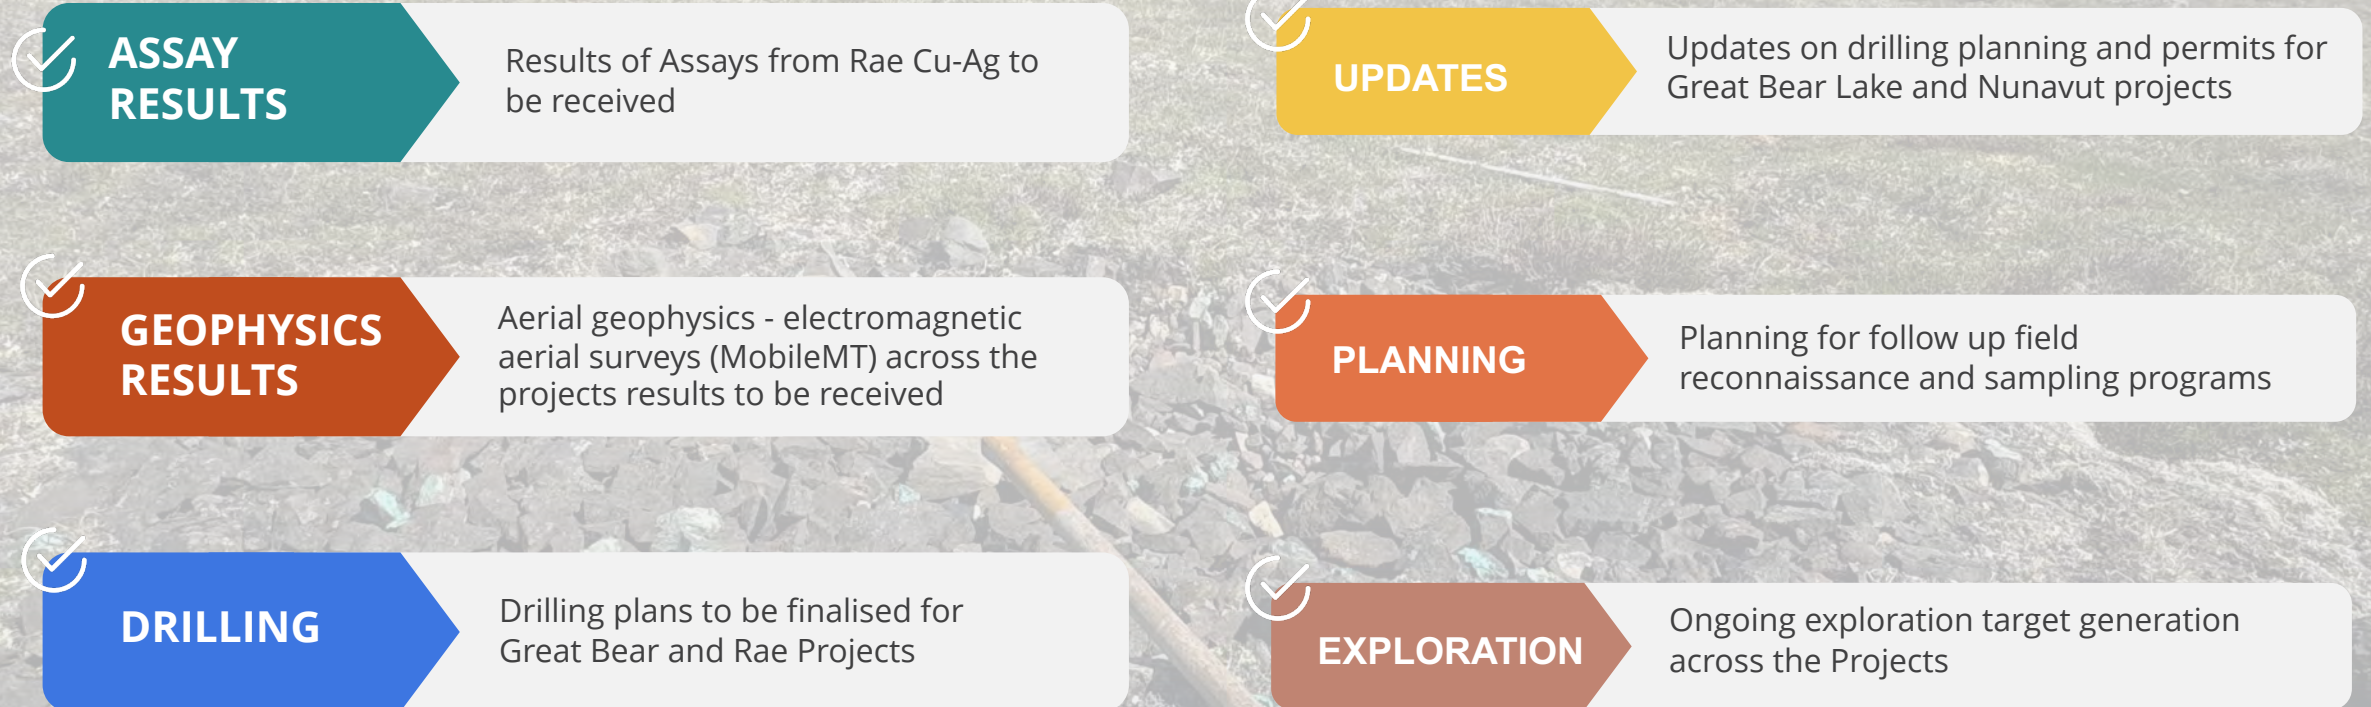 ASSAY
RESULTS
Results of Assays from Rae Cu-Ag to
be received
GEOPHYSICS
RESULTS
Aerial geophysics - electromagnetic
aerial surveys (MobileMT) across the
projects results to be received
DRILLING
Drilling plans to be finalised for
Great Bear and Rae Projects
UPDATES
Updates on drilling planning and permits for
Great Bear Lake and Nunavut projects
PLANNING
Planning for follow up field
reconnaissance and sampling programs
EXPLORATION
Ongoing exploration target generation
across the Projects